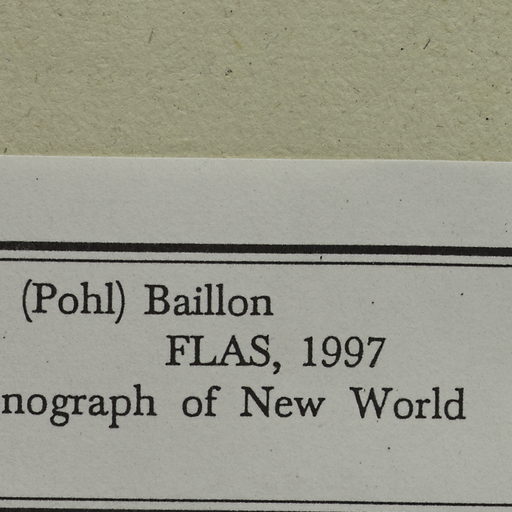 (Pohl) Baillon
FLAS, 1997
nograph of New World